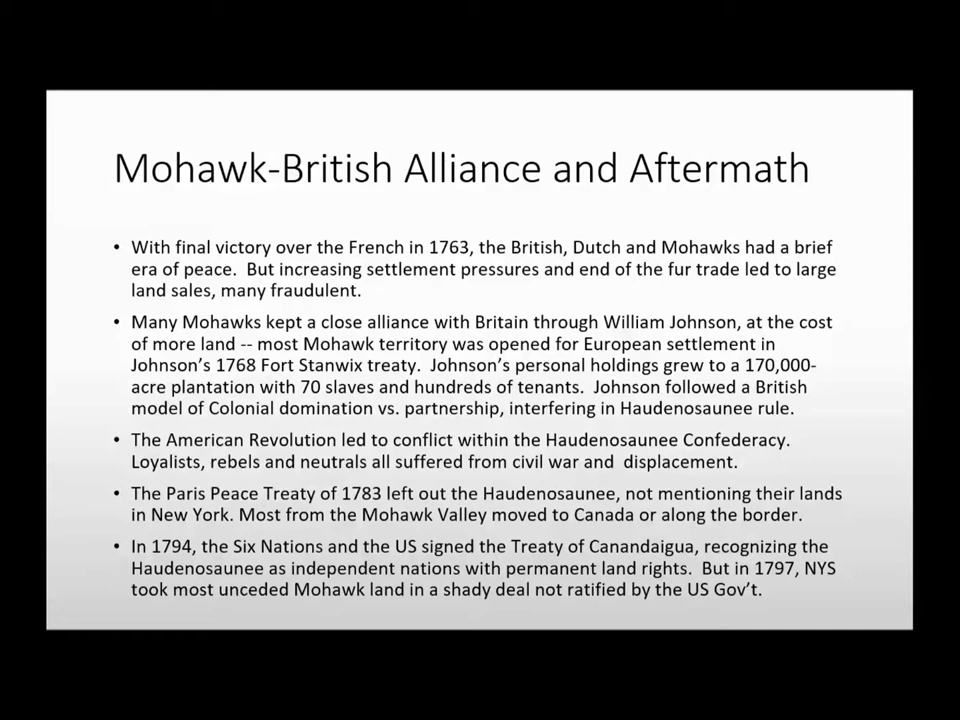 Mohawk-British Alliance and Aftermath
• With final victory over the French in 1763, the British, Dutch and Mohawks had a brief
era of peace.  But increasing settlement pressures and end of the fur trade led to large
land sales, many fraudulent.
• Many Mohawks kept a close alliance with Britain through William Johnson, at the cost
of more land -- most Mohawk territory was opened for European settlement in
Johnson’s 1768 Fort Stanwix treaty.  Johnson’s personal holdings grew to a 170,000-
acre plantation with 70 slaves and hundreds of tenants.  Johnson followed a British
model of Colonial domination vs. partnership, interfering in Haudenosaunee rule.
• The American Revolution led to conflict within the Haudenosaunee Confederacy.
Loyalists, rebels and neutrals all suffered from civil war and  displacement.
• The Paris Peace Treaty of 1783 left out the Haudenosaunee, not mentioning their lands
in New York. Most from the Mohawk Valley moved to Canada or along the border.
• In 1794, the Six Nations and the US signed the Treaty of Canandaigua, recognizing the
Haudenosaunee as independent nations with permanent land rights.  But in 1797, NYS
took most unceded Mohawk land in a shady deal not ratified by the US Gov’t.